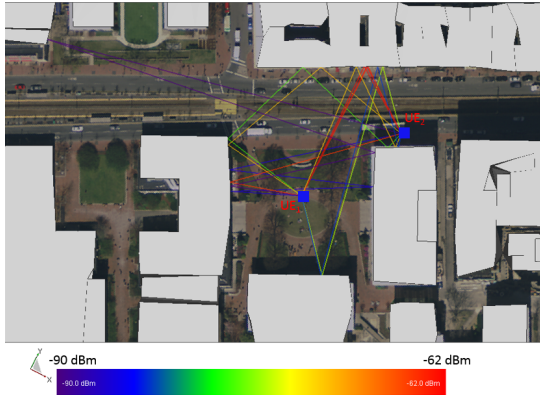 UE₂
UE₁
Y
-90 dBm
-62 dBm
X
-90.0 dBm
-62.0 dBm